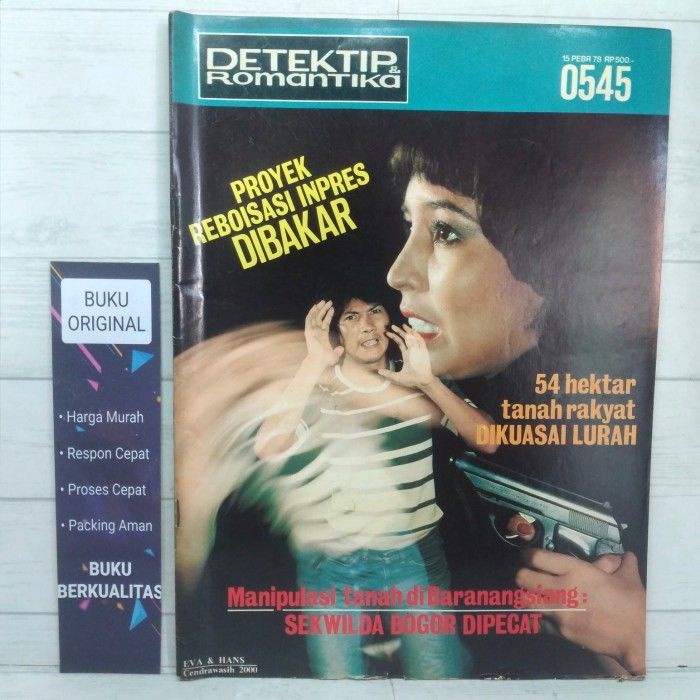 DETEKTIP
& Romantika
15 PEBR 78 RP 500.-
0545
PROYEK
REBOISASI INPRES
DIBAKAR
54 hektar
tanah rakyat
DIKUASAI LURAH
Manipulasi tanah di Baranangsiang:
SEKWILDA BOGOR DIPECAT
EVA & HANS
Cendrawasih 2000
BUKU
ORIGINAL
• Harga Murah
• Respon Cepat
• Proses Cepat
• Packing Aman
BUKU
BERKUALITAS